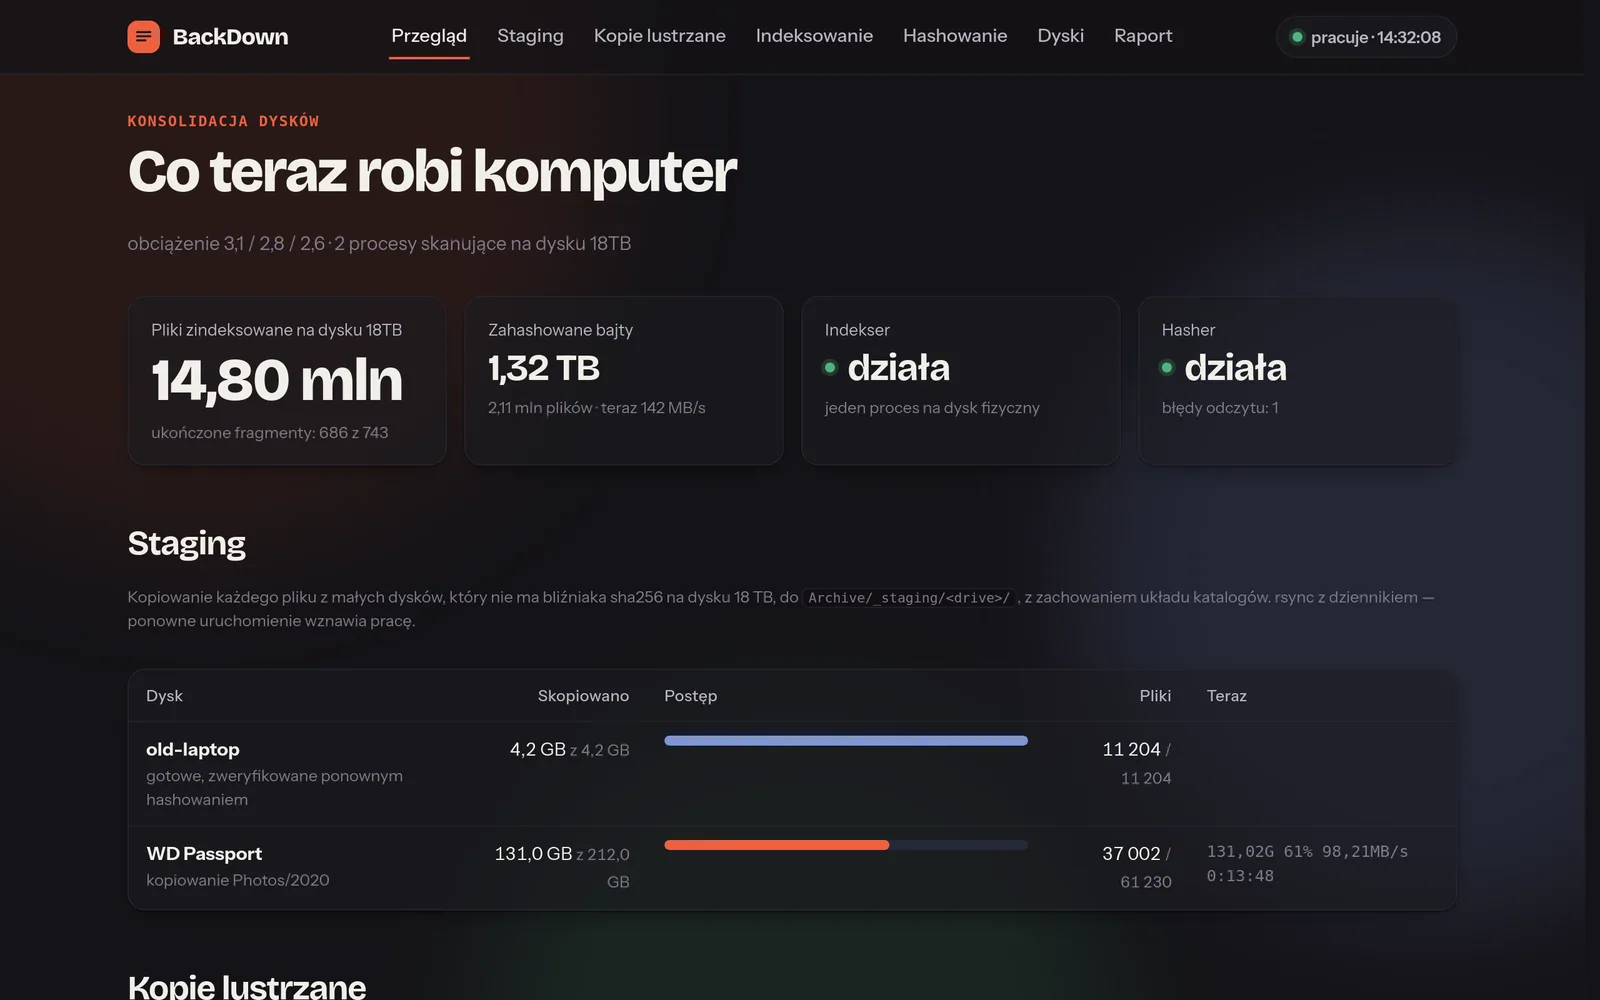 BackDown
Przegląd
Staging
Kopie lustrzane
Indeksowanie
Hashowanie
Dyski
Raport
pracuje · 14:32:08
KONSOLIDACJA DYSKÓW
Co teraz robi komputer
obciążenie 3,1 / 2,8 / 2,6 · 2 procesy skanujące na dysku 18TB
Pliki zindeksowane na dysku 18TB
14,80 mln
ukończone fragmenty: 686 z 743
Zahashowane bajty
1,32 TB
2,11 mln plików · teraz 142 MB/s
Indekser
działa
jeden proces na dysk fizyczny
Hasher
działa
błędy odczytu: 1
Staging
Kopiowanie każdego pliku z małych dysków, który nie ma bliźniaka sha256 na dysku 18 TB, do Archive/_staging/<drive>/ , z zachowaniem układu katalogów. rsync z dziennikiem —
ponowne uruchomienie wznawia pracę.
Dysk Skopiowano Postęp Pliki Teraz
old-laptop 4,2 GB z 4,2 GB 11 204 /
gotowe, zweryfikowane ponownym 11 204
hashowaniem
WD Passport 131,0 GB z 212,0 37 002 / 131,02G 61% 98,21MB/s
kopiowanie Photos/2020 GB 61 230 0:13:48
Kopie lustrzane